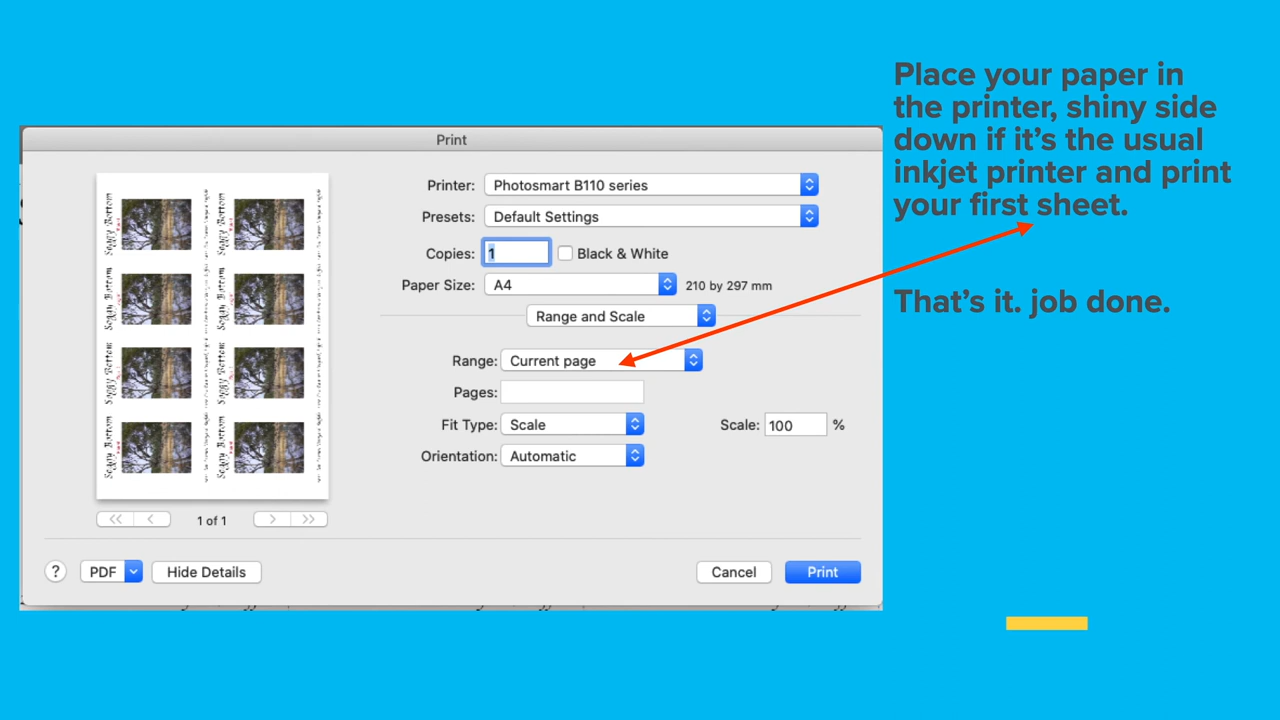 Place your paper in
the printer, shiny side
down if it's the usual
inkjet printer and print
your first sheet.
That's it. job done.
Print
Printer: Photosmart B110 series
Presets: Default Settings
Copies: 1 Black & White
Paper Size: A4 210 by 297 mm
Range and Scale
Range: Current page
Pages:
Fit Type: Scale Scale: 100 %
Orientation: Automatic
Soggy Bottom Soggy Bottom
Soggy Bottom Soggy Bottom
Soggy Bottom Soggy Bottom
Soggy Bottom Soggy Bottom
<< < 1 of 1 > >>
? PDF Hide Details Cancel Print